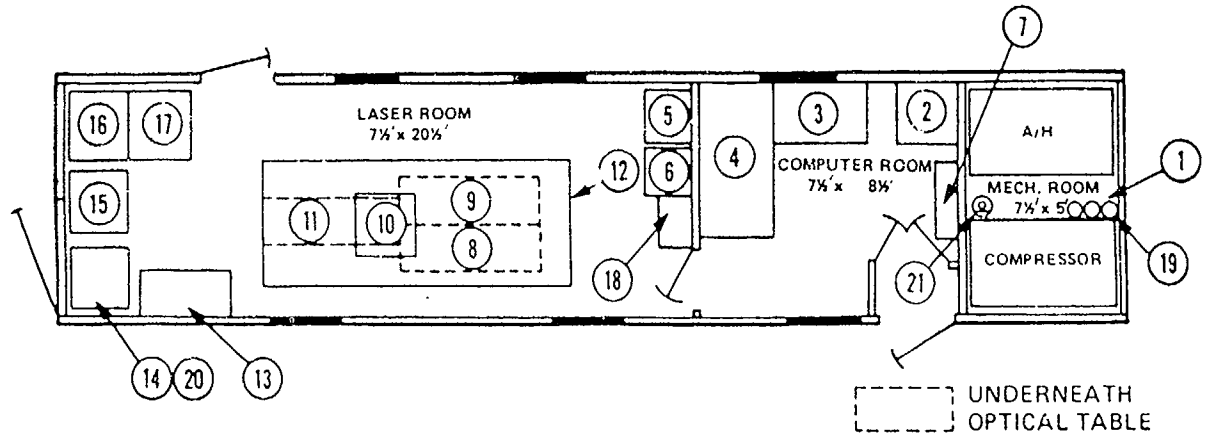 7
16
17
LASER ROOM
7½' x 20½'
5
3
2
A/H
4
6
12
COMPUTER ROOM
7½' x 8½'
1
MECH. ROOM
7½' x 5'
15
11
10
9
8
18
21
COMPRESSOR
19
14
20
13
UNDERNEATH
OPTICAL TABLE